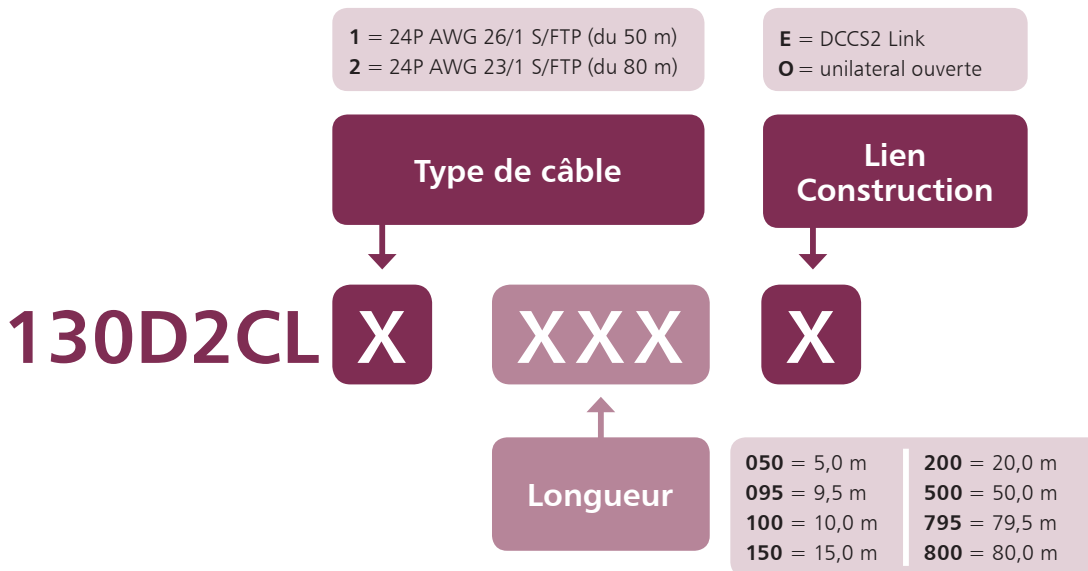 1 = 24P AWG 26/1 S/FTP (du 50 m)
2 = 24P AWG 23/1 S/FTP (du 80 m)
E = DCCS2 Link
O = unilateral ouverte
Type de câble
Lien
Construction
130D2CL X XXX X
Longueur
050 = 5,0 m
095 = 9,5 m
100 = 10,0 m
150 = 15,0 m
200 = 20,0 m
500 = 50,0 m
795 = 79,5 m
800 = 80,0 m